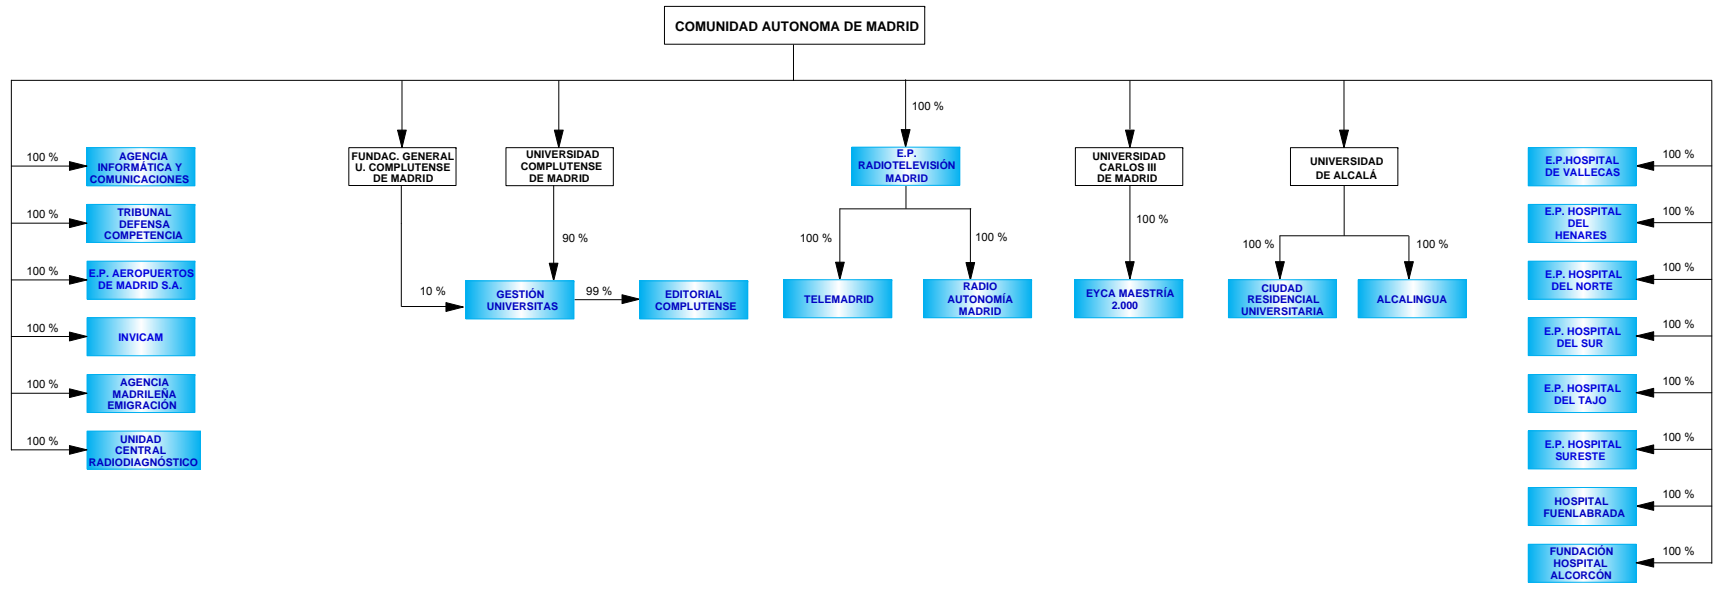 COMUNIDAD AUTONOMA DE MADRID
100 %
AGENCIA
INFORMÁTICA Y
COMUNICACIONES
100 %
TRIBUNAL
DEFENSA
COMPETENCIA
100 %
E.P. AEROPUERTOS
DE MADRID S.A.
100 %
INVICAM
100 %
AGENCIA
MADRILEÑA
EMIGRACIÓN
100 %
UNIDAD
CENTRAL
RADIODIAGNÓSTICO
FUNDAC. GENERAL
U. COMPLUTENSE
DE MADRID
UNIVERSIDAD
COMPLUTENSE
DE MADRID
90 %
10 %
GESTIÓN
UNIVERSITAS
99 %
EDITORIAL
COMPLUTENSE
100 %
E.P.
RADIOTELEVISIÓN
MADRID
100 %
TELEMADRID
100 %
RADIO
AUTONOMÍA
MADRID
UNIVERSIDAD
CARLOS III
DE MADRID
100 %
EYCA MAESTRÍA
2.000
UNIVERSIDAD
DE ALCALÁ
100 %
CIUDAD
RESIDENCIAL
UNIVERSITARIA
100 %
ALCALINGUA
E.P.HOSPITAL
DE VALLECAS
100 %
E.P. HOSPITAL
DEL
HENARES
100 %
E.P. HOSPITAL
DEL NORTE
100 %
E.P. HOSPITAL
DEL SUR
100 %
E.P. HOSPITAL
DEL TAJO
100 %
E.P. HOSPITAL
SURESTE
100 %
HOSPITAL
FUENLABRADA
100 %
FUNDACIÓN
HOSPITAL
ALCORCÓN
100 %